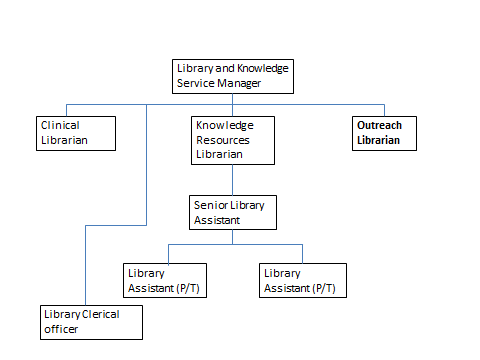 Library and Knowledge
Service Manager
Clinical
Librarian
Knowledge
Resources
Librarian
Outreach
Librarian
Senior Library
Assistant
Library
Assistant (P/T)
Library
Assistant (P/T)
Library Clerical
officer